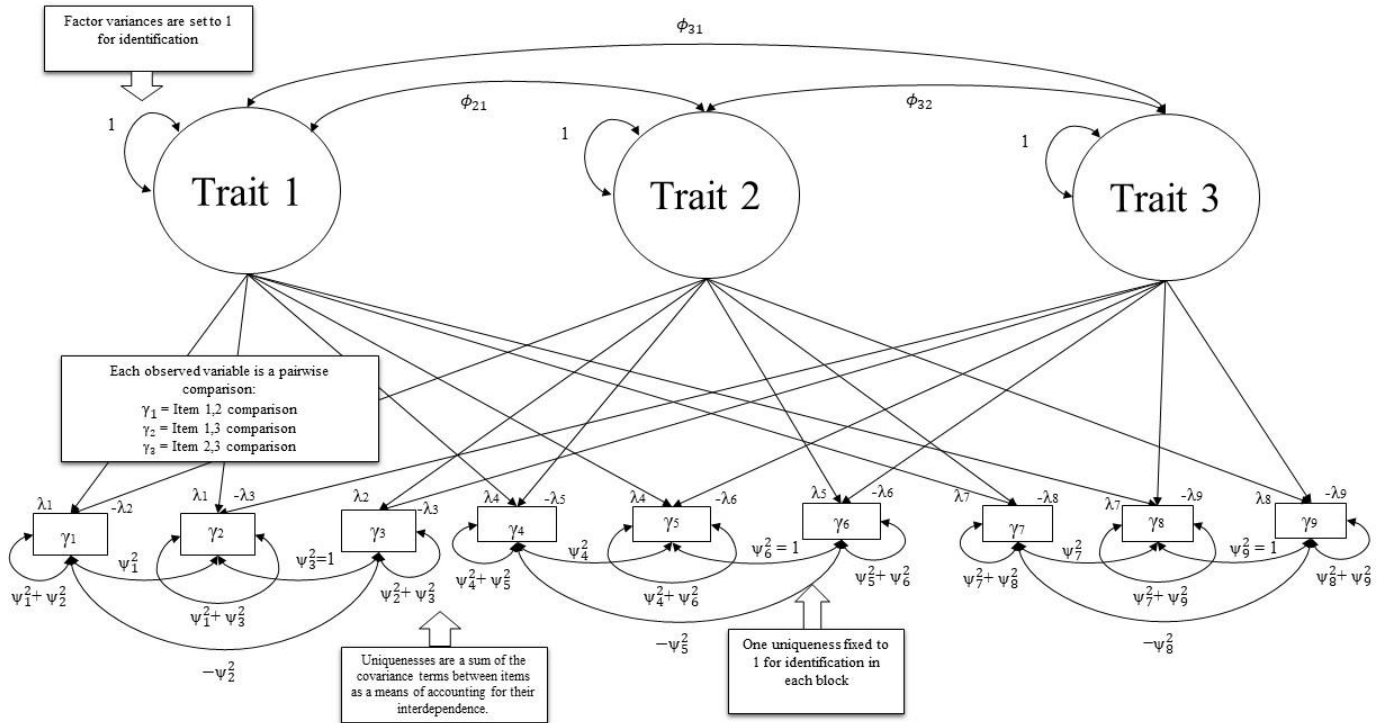 Factor variances are set to 1
for identification
ϕ₃₁
ϕ₂₁
ϕ₃₂
1
1
1
Trait 1
Trait 2
Trait 3
Each observed variable is a pairwise
comparison:
γ₁ = Item 1,2 comparison
γ₂ = Item 1,3 comparison
γ₃ = Item 2,3 comparison
λ1 -λ2 λ1 -λ3 λ2 -λ3 λ4 -λ5 λ4 -λ6 λ5 -λ6 λ7 -λ8 λ7 -λ9 λ8 -λ9
γ₁ γ₂ γ₃ γ₄ γ₅ γ₆ γ₇ γ₈ γ₉
ψ₁² ψ₃²=1 ψ₄² ψ₆² = 1 ψ₇² ψ₉² = 1
ψ₁²+ ψ₂² ψ₁²+ ψ₃² ψ₂²+ ψ₃² ψ₄²+ ψ₅² ψ₄²+ ψ₆² ψ₅²+ ψ₆² ψ₇²+ ψ₈² ψ₇²+ ψ₉² ψ₈²+ ψ₉²
−ψ₂² −ψ₅² −ψ₈²
Uniquenesses are a sum of the
covariance terms between items
as a means of accounting for their
interdependence.
One uniqueness fixed to
1 for identification in
each block